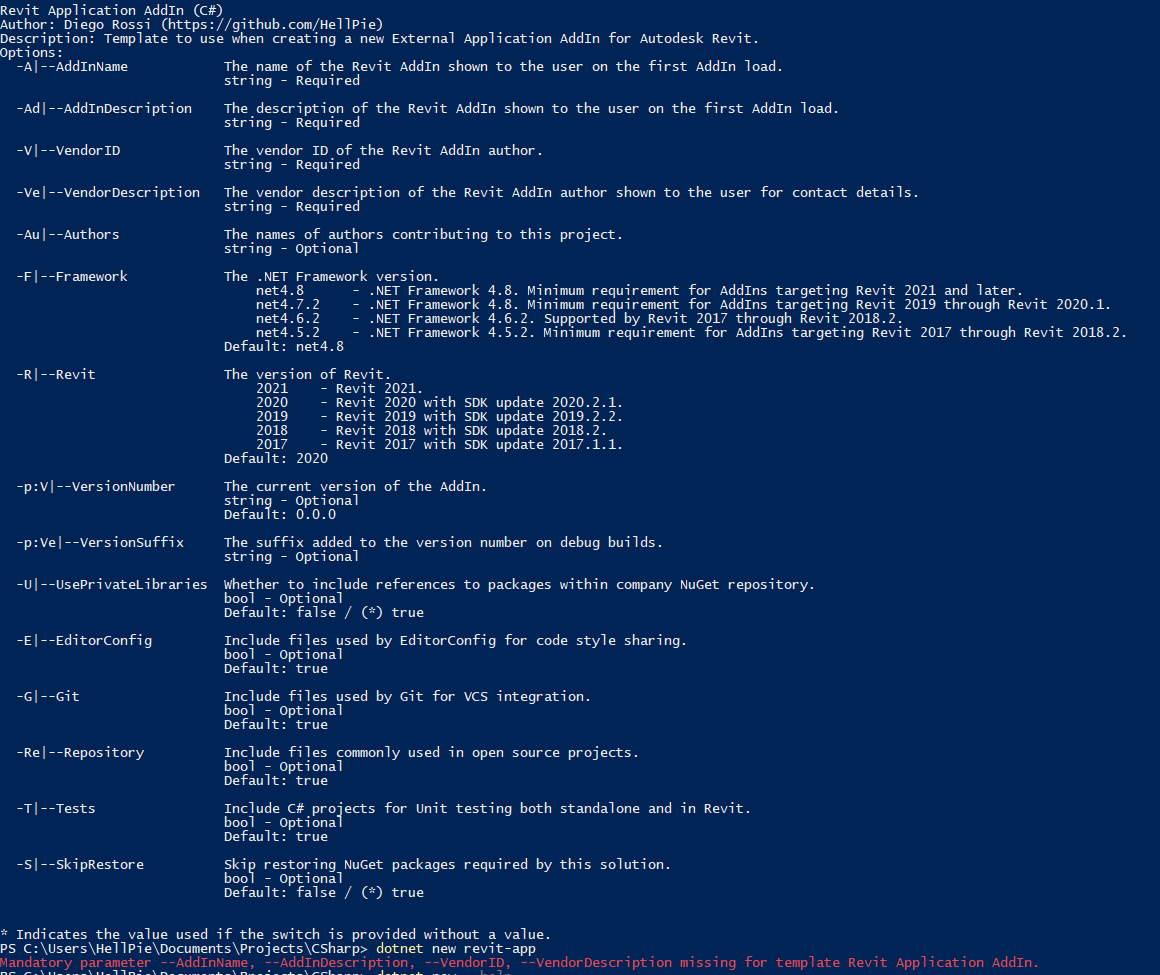 Revit Application AddIn (C#)
Author: Diego Rossi (https://github.com/HellPie)
Description: Template to use when creating a new External Application AddIn for Autodesk Revit.
Options:
-A|--AddInName The name of the Revit AddIn shown to the user on the first AddIn load.
string - Required
-Ad|--AddInDescription The description of the Revit AddIn shown to the user on the first AddIn load.
string - Required
-V|--VendorID The vendor ID of the Revit AddIn author.
string - Required
-Ve|--VendorDescription The vendor description of the Revit AddIn author shown to the user for contact details.
string - Required
-Au|--Authors The names of authors contributing to this project.
string - Optional
-F|--Framework The .NET Framework version.
net4.8 - .NET Framework 4.8. Minimum requirement for AddIns targeting Revit 2021 and later.
net4.7.2 - .NET Framework 4.8. Minimum requirement for AddIns targeting Revit 2019 through Revit 2020.1.
net4.6.2 - .NET Framework 4.6.2. Supported by Revit 2017 through Revit 2018.2.
net4.5.2 - .NET Framework 4.5.2. Minimum requirement for AddIns targeting Revit 2017 through Revit 2018.2.
Default: net4.8
-R|--Revit The version of Revit.
2021 - Revit 2021.
2020 - Revit 2020 with SDK update 2020.2.1.
2019 - Revit 2019 with SDK update 2019.2.2.
2018 - Revit 2018 with SDK update 2018.2.
2017 - Revit 2017 with SDK update 2017.1.1.
Default: 2020
-p:V|--VersionNumber The current version of the AddIn.
string - Optional
Default: 0.0.0
-p:Ve|--VersionSuffix The suffix added to the version number on debug builds.
string - Optional
-U|--UsePrivateLibraries Whether to include references to packages within company NuGet repository.
bool - Optional
Default: false / (*) true
-E|--EditorConfig Include files used by EditorConfig for code style sharing.
bool - Optional
Default: true
-G|--Git Include files used by Git for VCS integration.
bool - Optional
Default: true
-Re|--Repository Include files commonly used in open source projects.
bool - Optional
Default: true
-T|--Tests Include C# projects for Unit testing both standalone and in Revit.
bool - Optional
Default: true
-S|--SkipRestore Skip restoring NuGet packages required by this solution.
bool - Optional
Default: false / (*) true
* Indicates the value used if the switch is provided without a value.
PS C:\Users\HellPie\Documents\Projects\CSharp> dotnet new revit-app
Mandatory parameter --AddInName, --AddInDescription, --VendorID, --VendorDescription missing for template Revit Application AddIn.